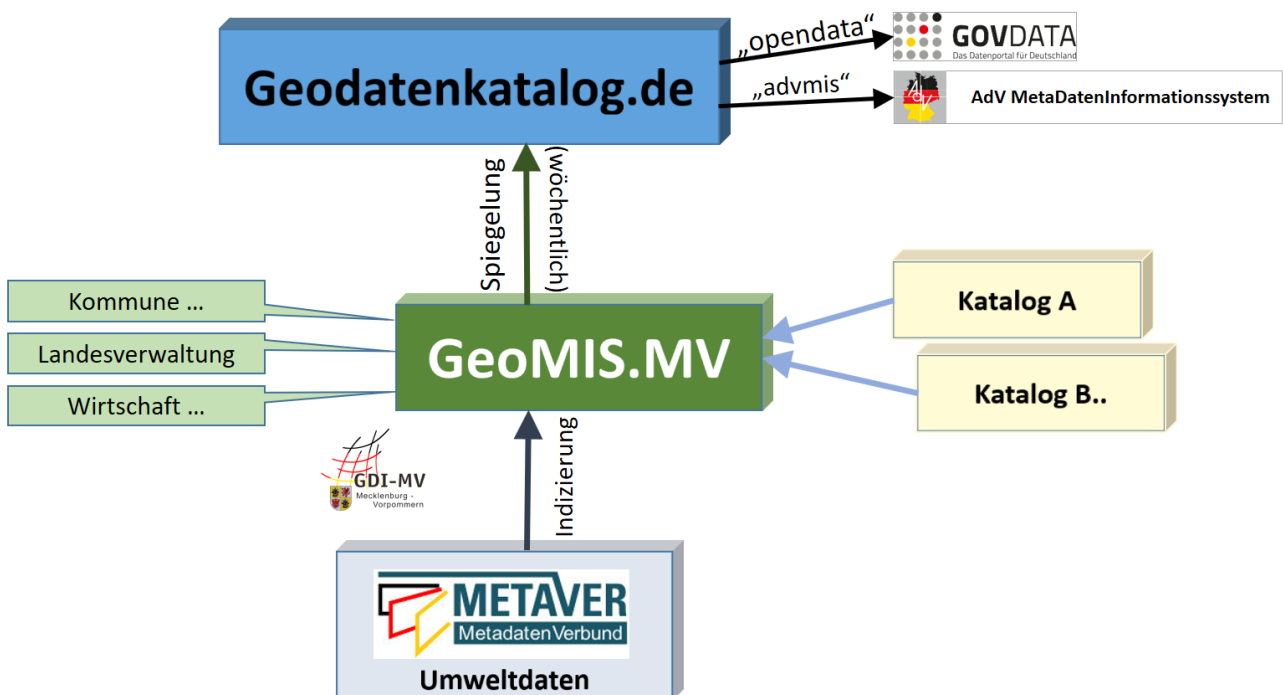 „opendata“
GOVDATA
Das Datenportal für Deutschland
Geodatenkatalog.de
„advmis“
AdV
AdV MetaDatenInformationssystem
Spiegelung
(wöchentlich)
Kommune ...
Landesverwaltung
Wirtschaft ...
GeoMIS.MV
Katalog A
Katalog B..
GDI-MV
Mecklenburg -
Vorpommern
Indizierung
METAVER
MetadatenVerbund
Umweltdaten